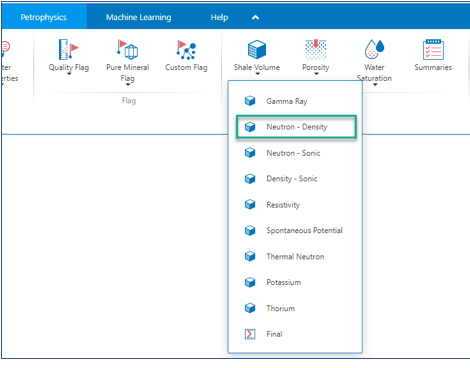 Petrophysics Machine Learning Help
ter Quality Flag Pure Mineral Custom Flag Shale Volume Porosity Water Summaries
erties Flag Saturation
Flag
Gamma Ray
Neutron - Density
Neutron - Sonic
Density - Sonic
Resistivity
Spontaneous Potential
Thermal Neutron
Potassium
Thorium
Final